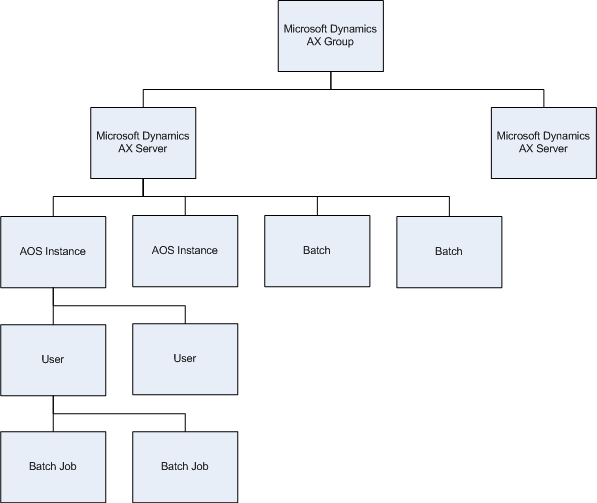 Microsoft Dynamics
AX Group
Microsoft Dynamics
AX Server
Microsoft Dynamics
AX Server
AOS Instance
AOS Instance
Batch
Batch
User
User
Batch Job
Batch Job